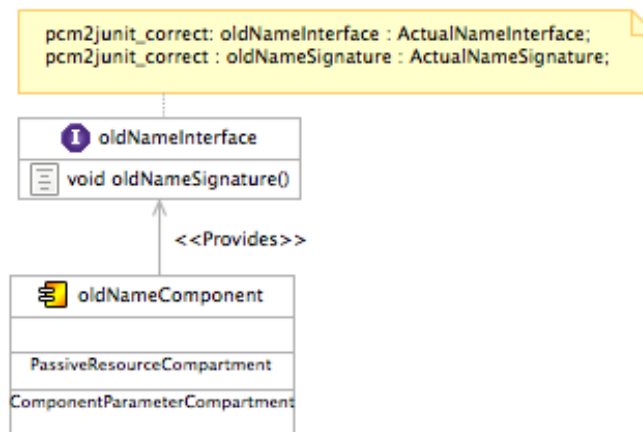 pcm2junit_correct: oldNameInterface : ActualNameInterface;
pcm2junit_correct : oldNameSignature : ActualNameSignature;
I oldNameInterface
void oldNameSignature()
<<Provides>>
oldNameComponent
PassiveResourceCompartment
ComponentParameterCompartment